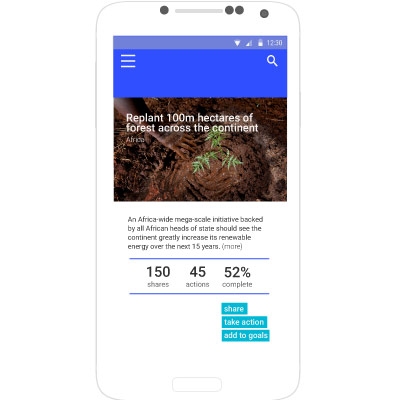 12:30
Replant 100m hectares of
forest across the continent
Africa
An Africa-wide mega-scale initiative backed
by all African heads of state should see the
continent greatly increase its renewable
energy over the next 15 years. (more)
150 45 52%
shares actions complete
share
take action
add to goals